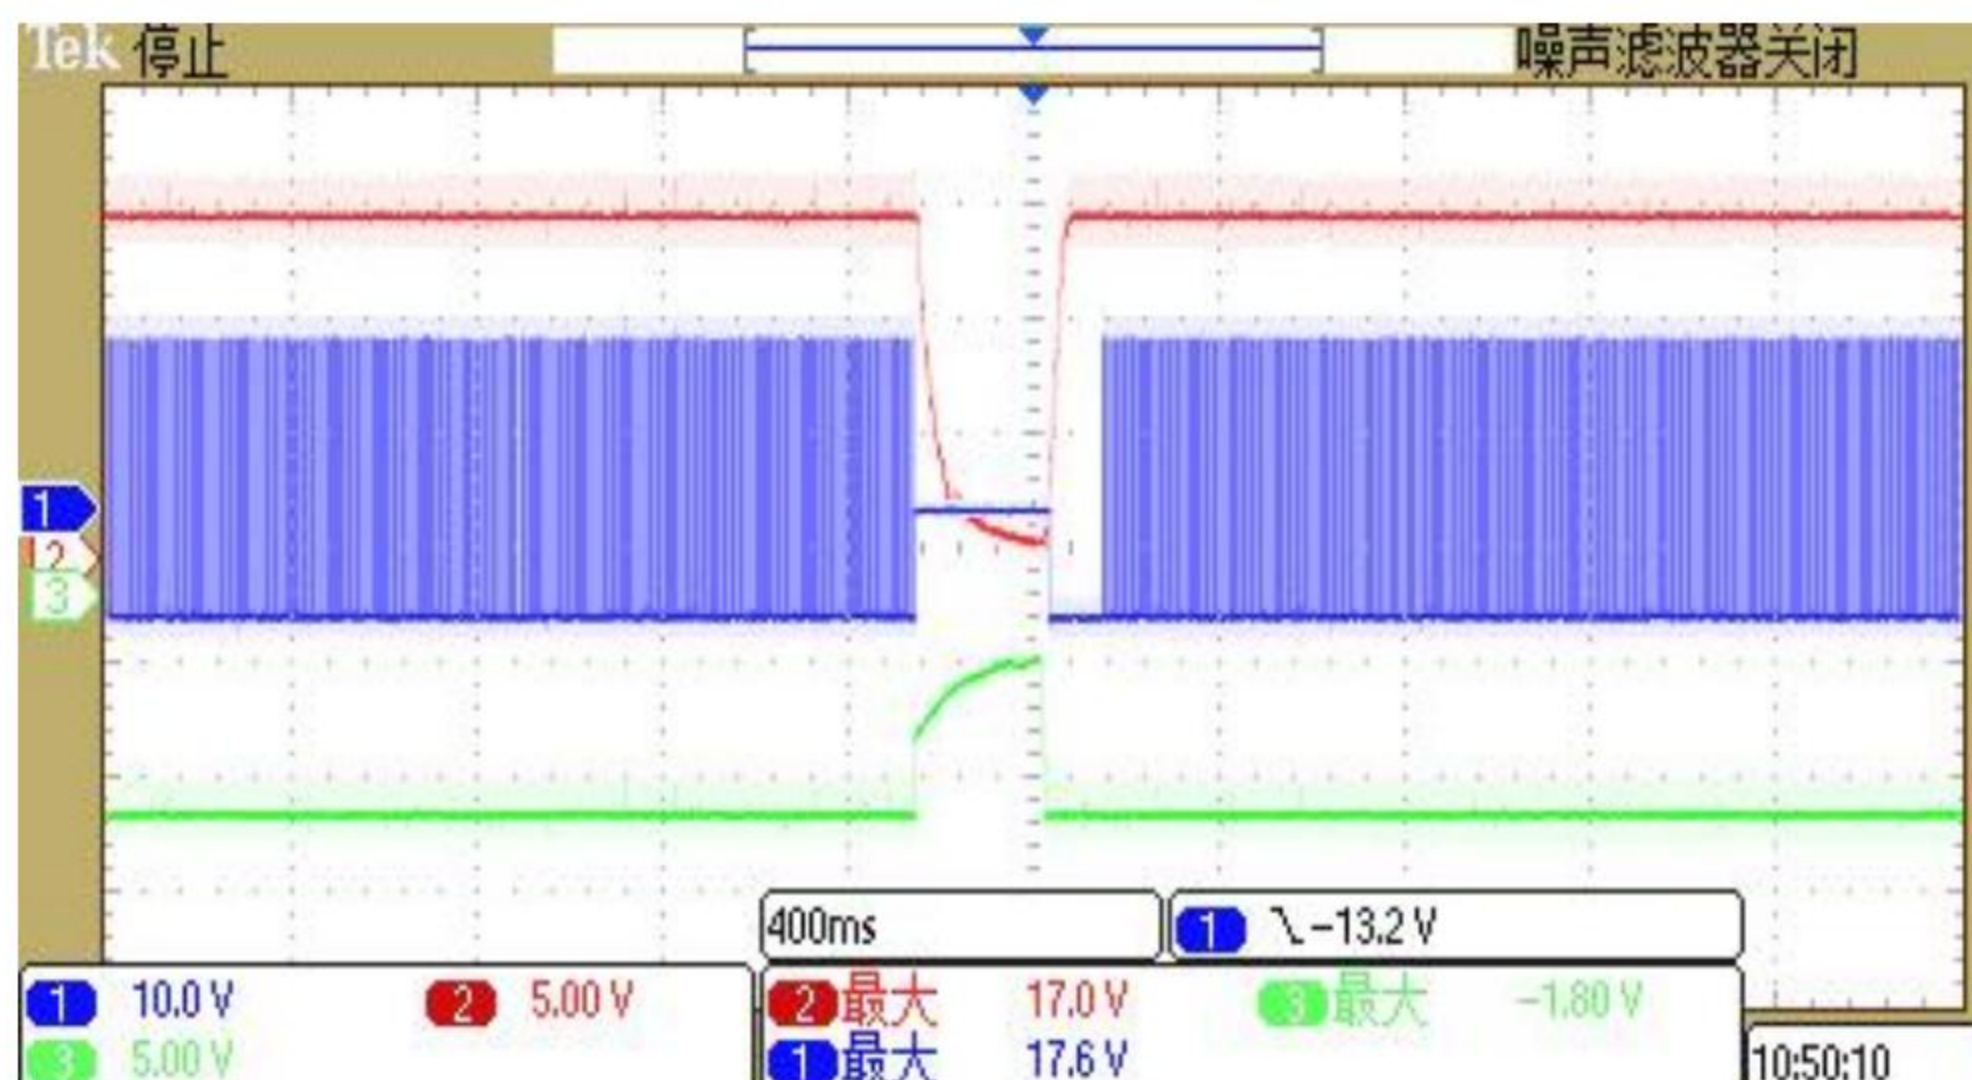 Tek 停止 噪声滤波器关闭
1
2
3
400ms 1 -13.2 V
1 10.0 V 2 5.00 V 2 最大 17.0 V 3 最大 -1.80 V
3 5.00 V 1 最大 17.6 V 10:50:10